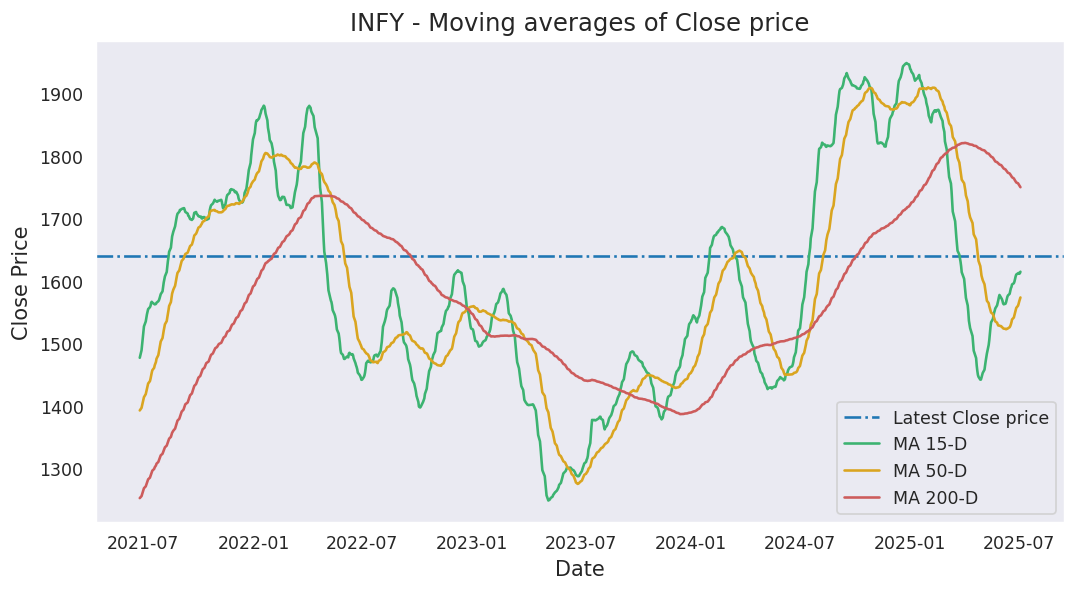 INFY - Moving averages of Close price
Close Price
1900
1800
1700
1600
1500
1400
1300
Latest Close price
MA 15-D
MA 50-D
MA 200-D
2021-07 2022-01 2022-07 2023-01 2023-07 2024-01 2024-07 2025-01 2025-07
Date